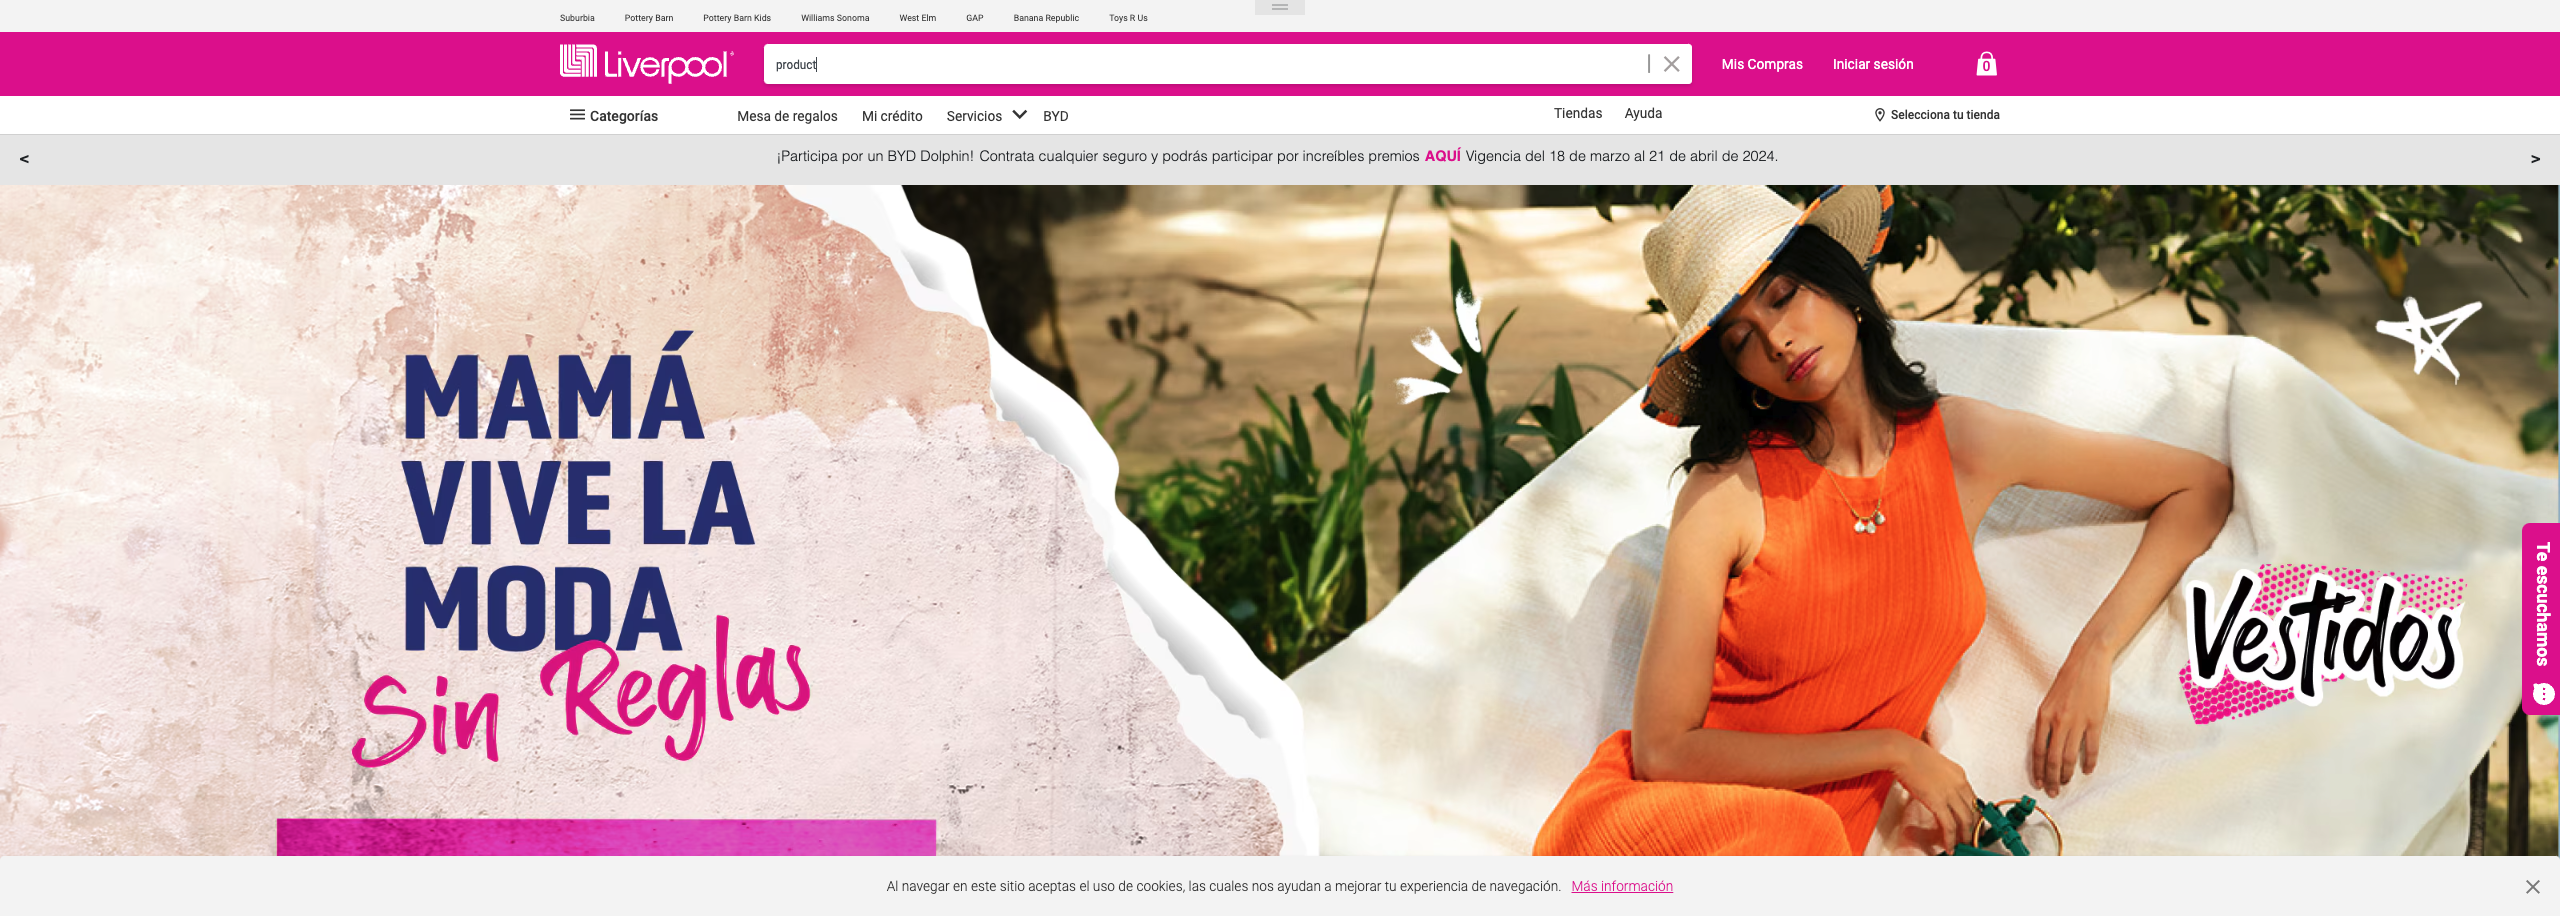 Suburbia Pottery Barn Pottery Barn Kids Williams Sonoma West Elm GAP Banana Republic Toys R Us
Liverpool
product
Mis Compras Iniciar sesión 0
Categorías Mesa de regalos Mi crédito Servicios BYD Tiendas Ayuda Selecciona tu tienda
< ¡Participa por un BYD Dolphin! Contrata cualquier seguro y podrás participar por increíbles premios AQUÍ Vigencia del 18 de marzo al 21 de abril de 2024. >
MAMÁ
VIVE LA
MODA
Sin Reglas
Vestidos
Te escuchamos
Al navegar en este sitio aceptas el uso de cookies, las cuales nos ayudan a mejorar tu experiencia de navegación. Más información